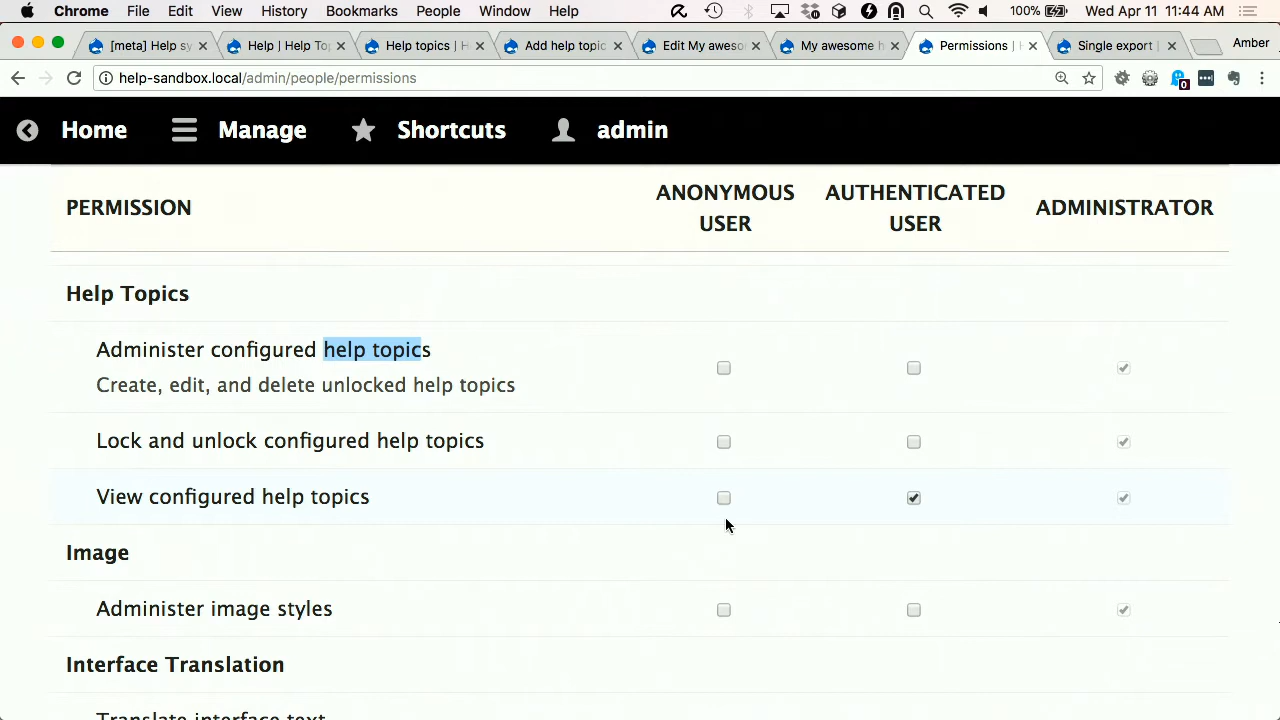 Chrome File Edit View History Bookmarks People Window Help 100% Wed Apr 11 11:44 AM
[meta] Help sy Help | Help To Help topics | H Add help topic Edit My aweso My awesome h Permissions | Single export | Amber
help-sandbox.local/admin/people/permissions 0
Home Manage Shortcuts admin
PERMISSION ANONYMOUS USER AUTHENTICATED USER ADMINISTRATOR
Help Topics
Administer configured help topics
Create, edit, and delete unlocked help topics
Lock and unlock configured help topics
View configured help topics
Image
Administer image styles
Interface Translation
Translate interface text